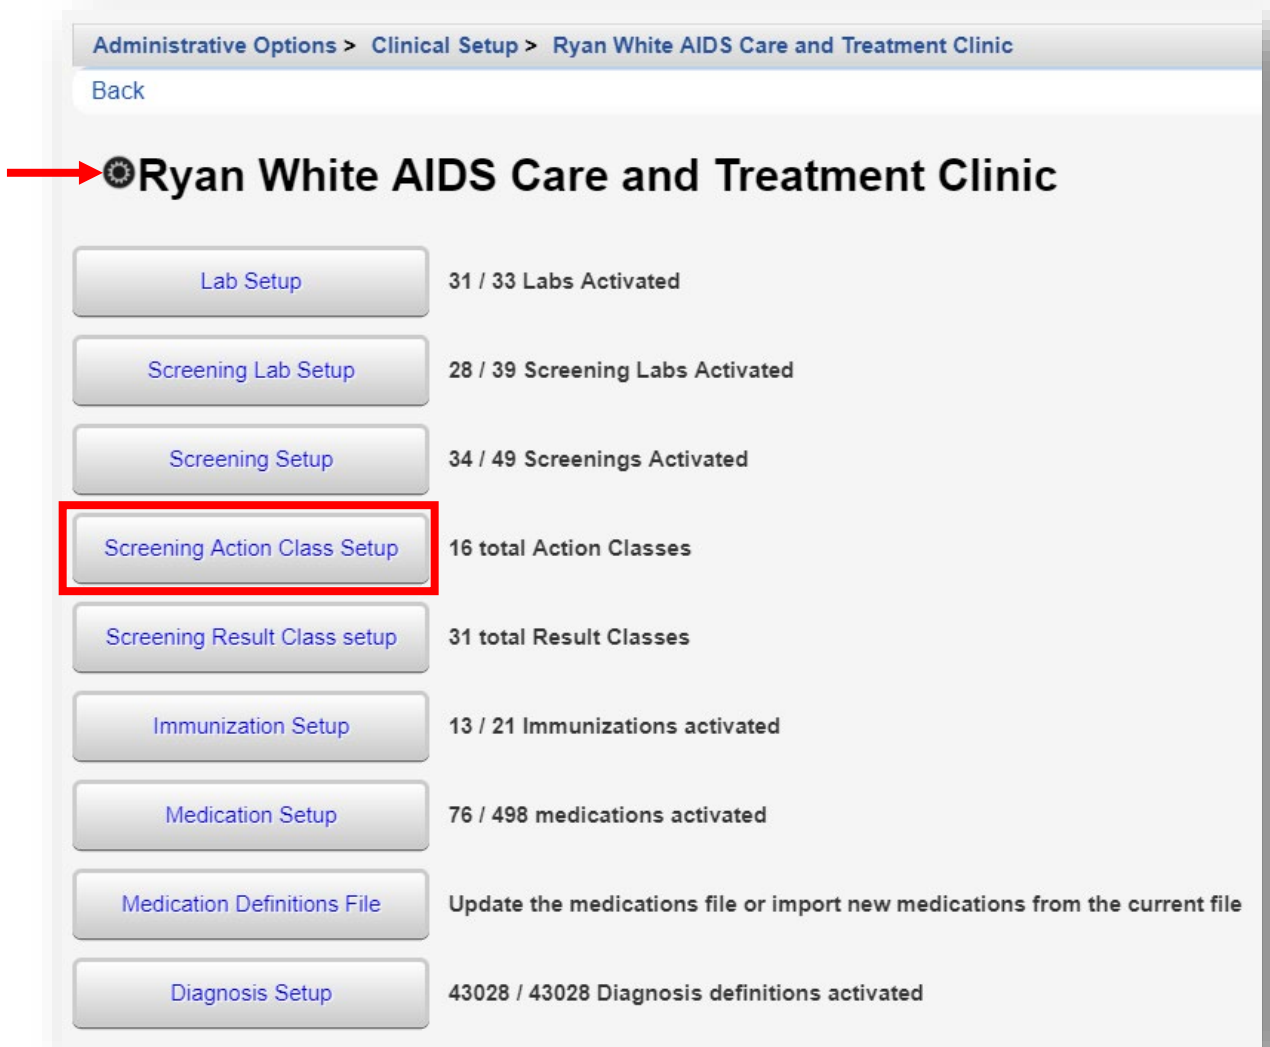 Administrative Options > Clinical Setup > Ryan White AIDS Care and Treatment Clinic
Back
Ryan White AIDS Care and Treatment Clinic
Lab Setup 31 / 33 Labs Activated
Screening Lab Setup 28 / 39 Screening Labs Activated
Screening Setup 34 / 49 Screenings Activated
Screening Action Class Setup 16 total Action Classes
Screening Result Class setup 31 total Result Classes
Immunization Setup 13 / 21 Immunizations activated
Medication Setup 76 / 498 medications activated
Medication Definitions File Update the medications file or import new medications from the current file
Diagnosis Setup 43028 / 43028 Diagnosis definitions activated